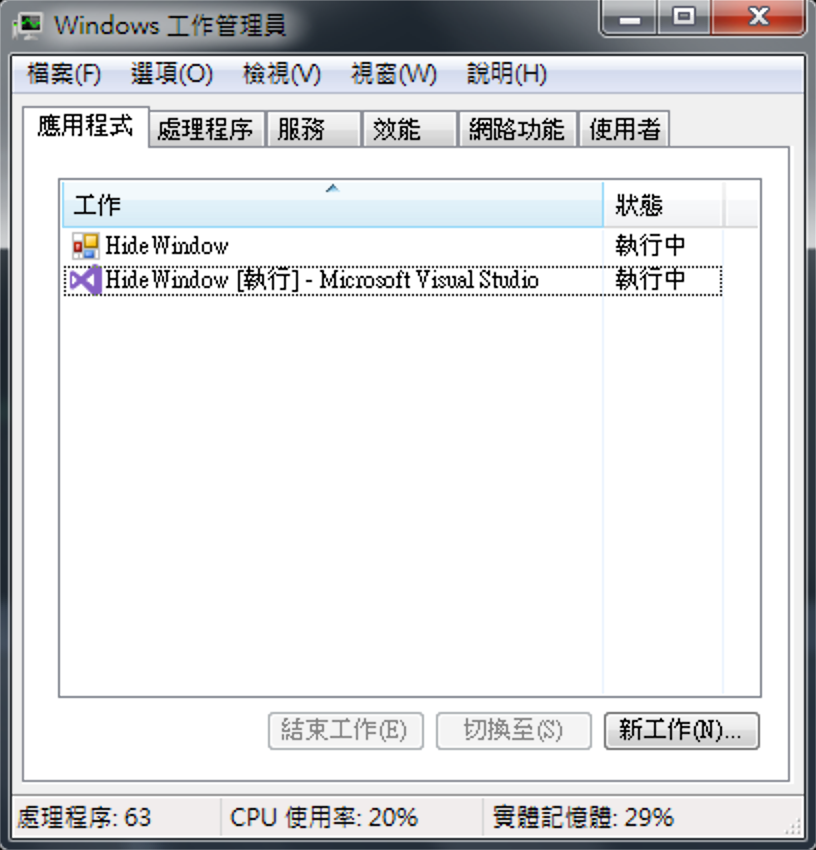 Windows 工作管理員
檔案(F) 選項(O) 檢視(V) 視窗(W) 說明(H)
應用程式 處理程序 服務 效能 網路功能 使用者
工作 狀態
HideWindow 執行中
HideWindow [執行] - Microsoft Visual Studio 執行中
結束工作(E) 切換至(S) 新工作(N)...
處理程序: 63 CPU 使用率: 20% 實體記憶體: 29%